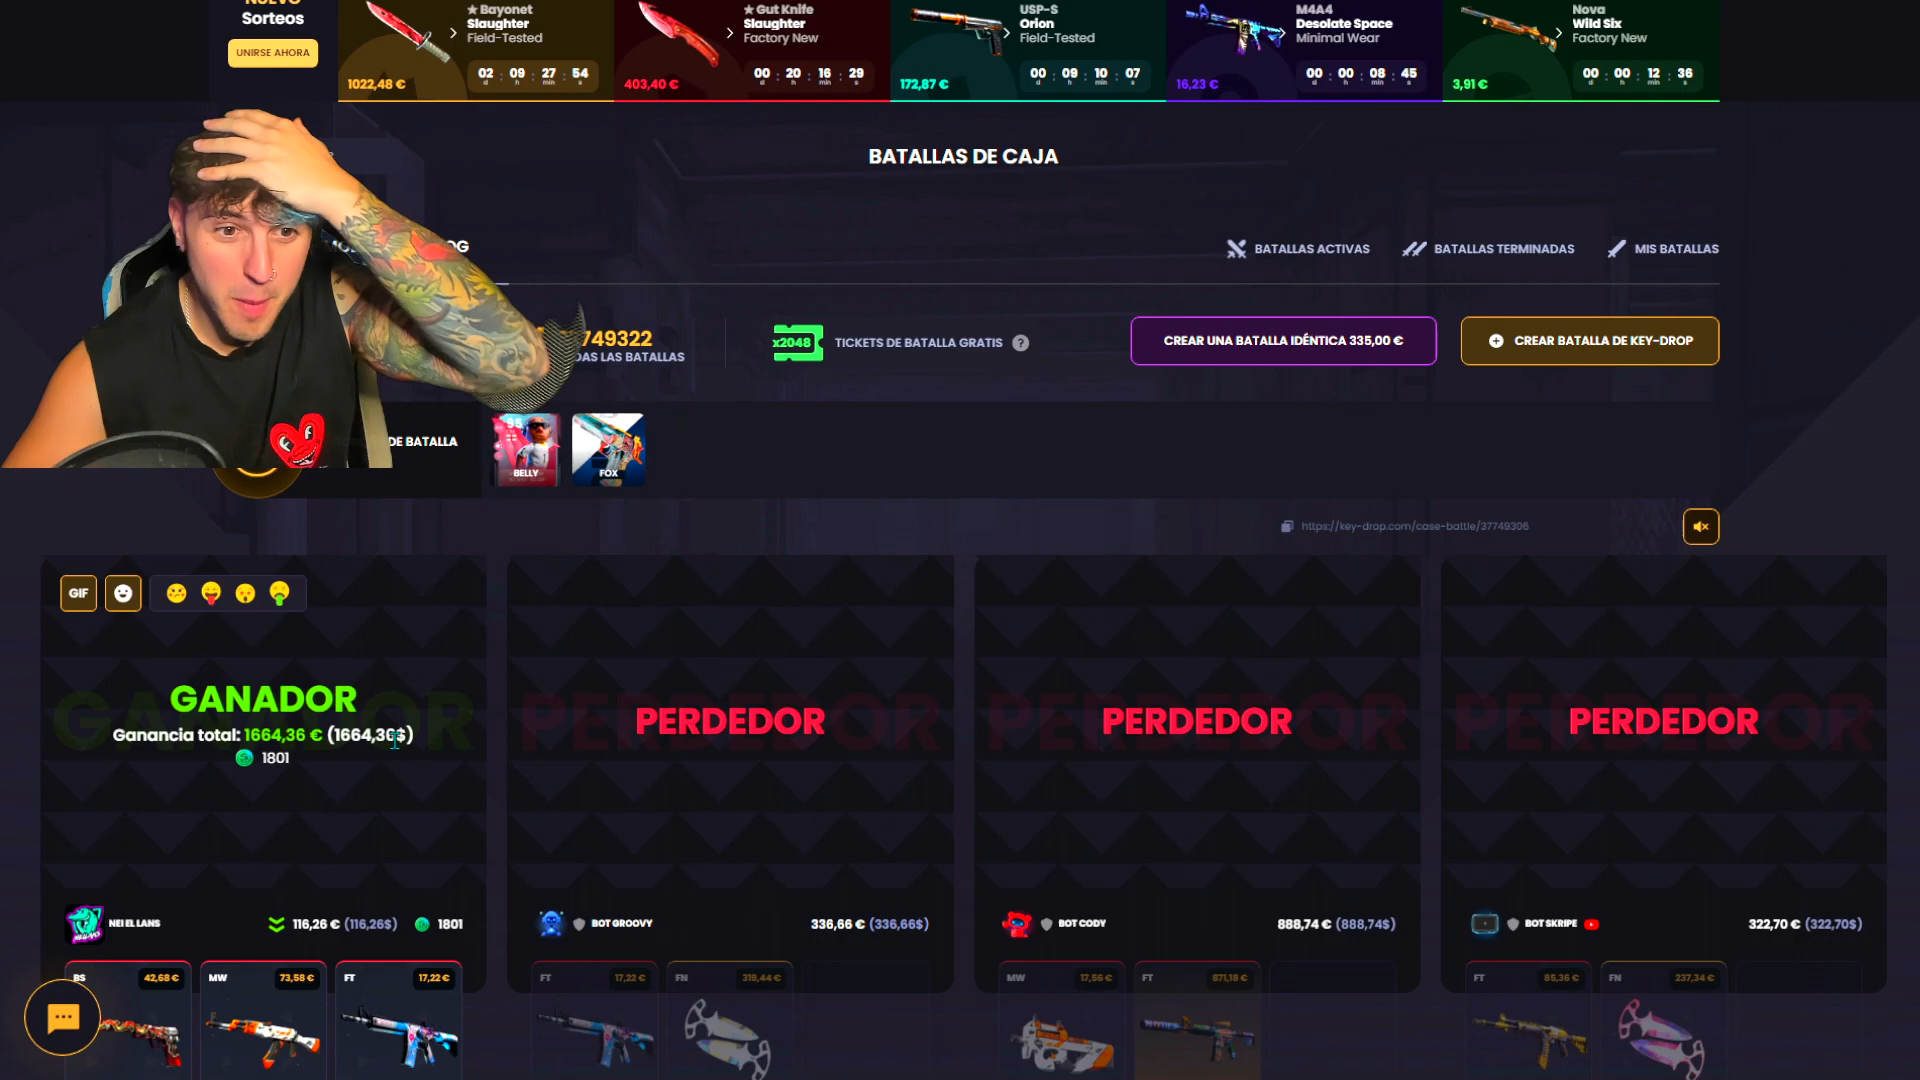 NUEVO
Sorteos
UNIRSE AHORA
★ Bayonet
Slaughter
Field-Tested
1022,48 €
02 : 09 : 27 : 54
d h min s
★ Gut Knife
Slaughter
Factory New
403,40 €
00 : 20 : 16 : 29
d h min s
USP-S
Orion
Field-Tested
172,87 €
00 : 09 : 10 : 07
d h min s
M4A4
Desolate Space
Minimal Wear
16,23 €
00 : 00 : 08 : 45
d h min s
Nova
Wild Six
Factory New
3,91 €
00 : 00 : 12 : 36
d h min s
BATALLAS DE CAJA
OG
BATALLAS ACTIVAS
BATALLAS TERMINADAS
MIS BATALLAS
749322
DAS LAS BATALLAS
x2048
TICKETS DE BATALLA GRATIS ?
CREAR UNA BATALLA IDÉNTICA 335,00 €
CREAR BATALLA DE KEY-DROP
DE BATALLA
95
BELLY
FOX
https://key-drop.com/case-battle/37749306
GIF
GANADOR
Ganancia total: 1664,36 € (1664,36$)
1801
PERDEDOR
PERDEDOR
PERDEDOR
NEI EL LANS
116,26 € (116,26$)
1801
BOT GROOVY
336,66 € (336,66$)
BOT CODY
888,74 € (888,74$)
BOT SKRIPE
322,70 € (322,70$)
BS 42,68 €
MW 73,58 €
FT 17,22 €
FT 17,22 €
FN 319,44 €
MW 17,56 €
FT 871,18 €
FT 85,36 €
FN 237,34 €